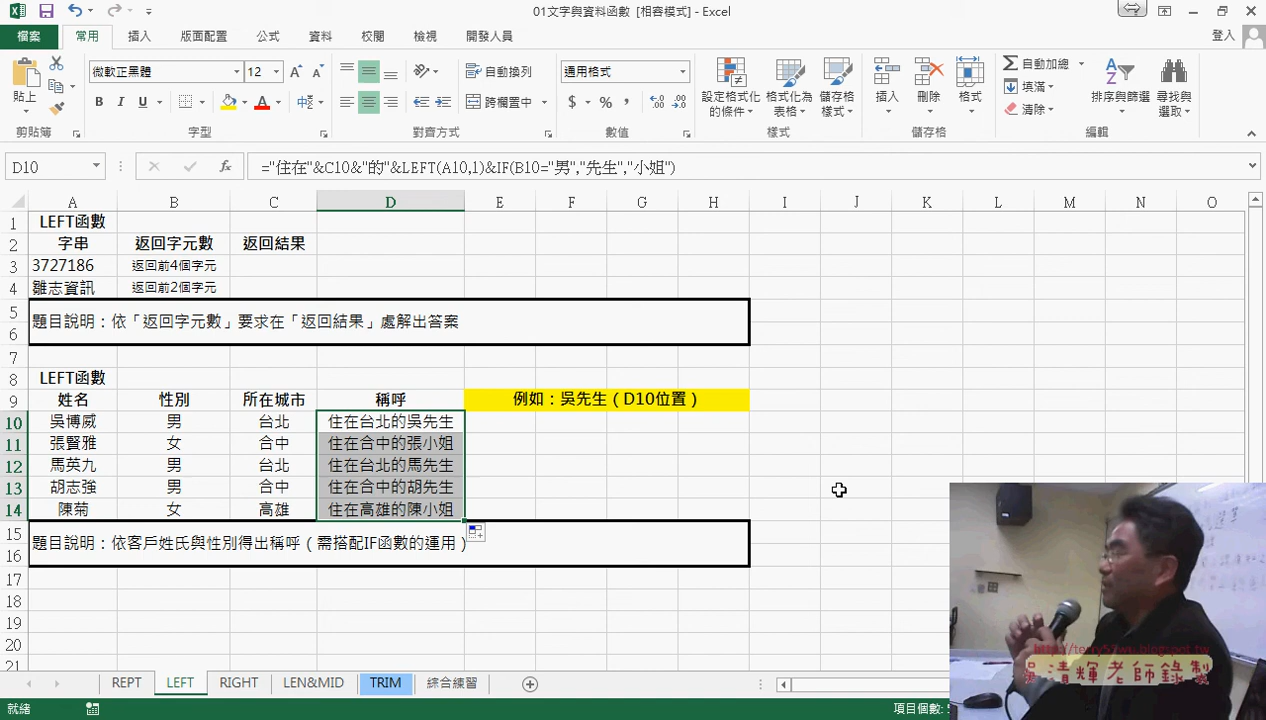 01文字與資料函數 [相容模式] - Excel
檔案 常用 插入 版面配置 公式 資料 校閱 檢視 開發人員 登入
貼上 微軟正黑體 12 自動換列 通用格式 設定格式化的條件 格式化為表格 儲存格樣式 插入 刪除 格式 自動加總 填滿 清除 排序與篩選 尋找與選取
B I U 跨欄置中 $ % ,
剪貼簿 字型 對齊方式 數值 樣式 儲存格 編輯
D10 fx ="住在"&C10&"的"&LEFT(A10,1)&IF(B10="男","先生","小姐")
A B C D E F G H I J K L M N O
1 LEFT函數
2 字串 返回字元數 返回結果
3 3727186 返回前4個字元
4 雛志資訊 返回前2個字元
5
題目說明：依「返回字元數」要求在「返回結果」處解出答案
6
7
8 LEFT函數
9 姓名 性別 所在城市 稱呼 例如：吳先生（D10位置）
10 吳博威 男 台北 住在台北的吳先生
11 張賢雅 女 台中 住在台中的張小姐
12 馬英九 男 台北 住在台北的馬先生
13 胡志強 男 台中 住在台中的胡先生
14 陳菊 女 高雄 住在高雄的陳小姐
15
題目說明：依客戶姓氏與性別得出稱呼（需搭配IF函數的運用）
16
17
18
19
20
21
REPT LEFT RIGHT LEN&MID TRIM 綜合練習
就緒 項目個數:
吳清輝老師錄製